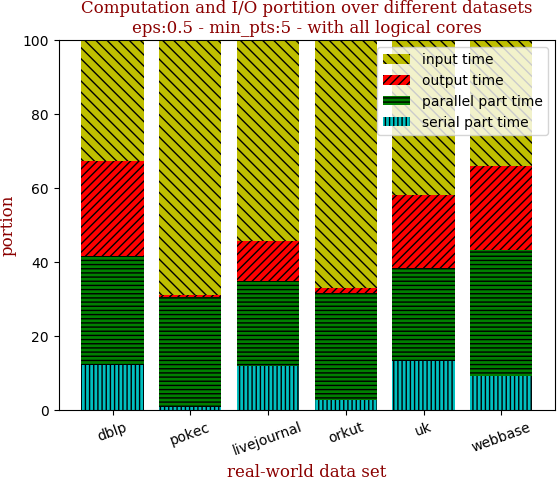 Computation and I/O portition over different datasets
eps:0.5 - min_pts:5 - with all logical cores
100
80
60
40
20
0
portion
input time
output time
parallel part time
serial part time
dblp
pokec
livejournal
orkut
uk
webbase
real-world data set